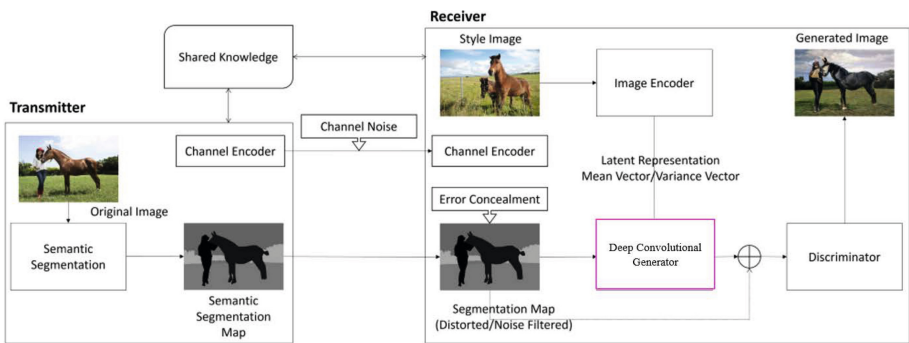 Receiver
Style Image
Generated Image
Shared Knowledge
Image Encoder
Transmitter
Channel Noise
Channel Encoder
Channel Encoder
Latent Representation
Mean Vector/Variance Vector
Error Concealment
Original Image
Semantic
Segmentation
Deep Convolutional
Generator
Discriminator
Semantic
Segmentation
Map
Segmentation Map
(Distorted/Noise Filtered)